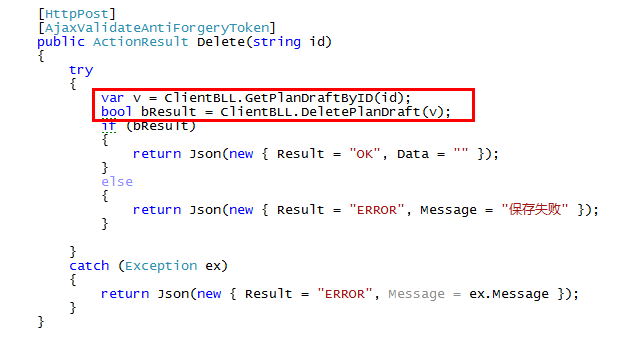 [HttpPost]
[AjaxValidateAntiForgeryToken]
public ActionResult Delete(string id)
{
    try
    {
        var v = ClientBLL.GetPlanDraftByID(id);
        bool bResult = ClientBLL.DeletePlanDraft(v);
        if (bResult)
        {
            return Json(new { Result = "OK", Data = "" });
        }
        else
        {
            return Json(new { Result = "ERROR", Message = "保存失败" });
        }
    }
    catch (Exception ex)
    {
        return Json(new { Result = "ERROR", Message = ex.Message });
    }
}